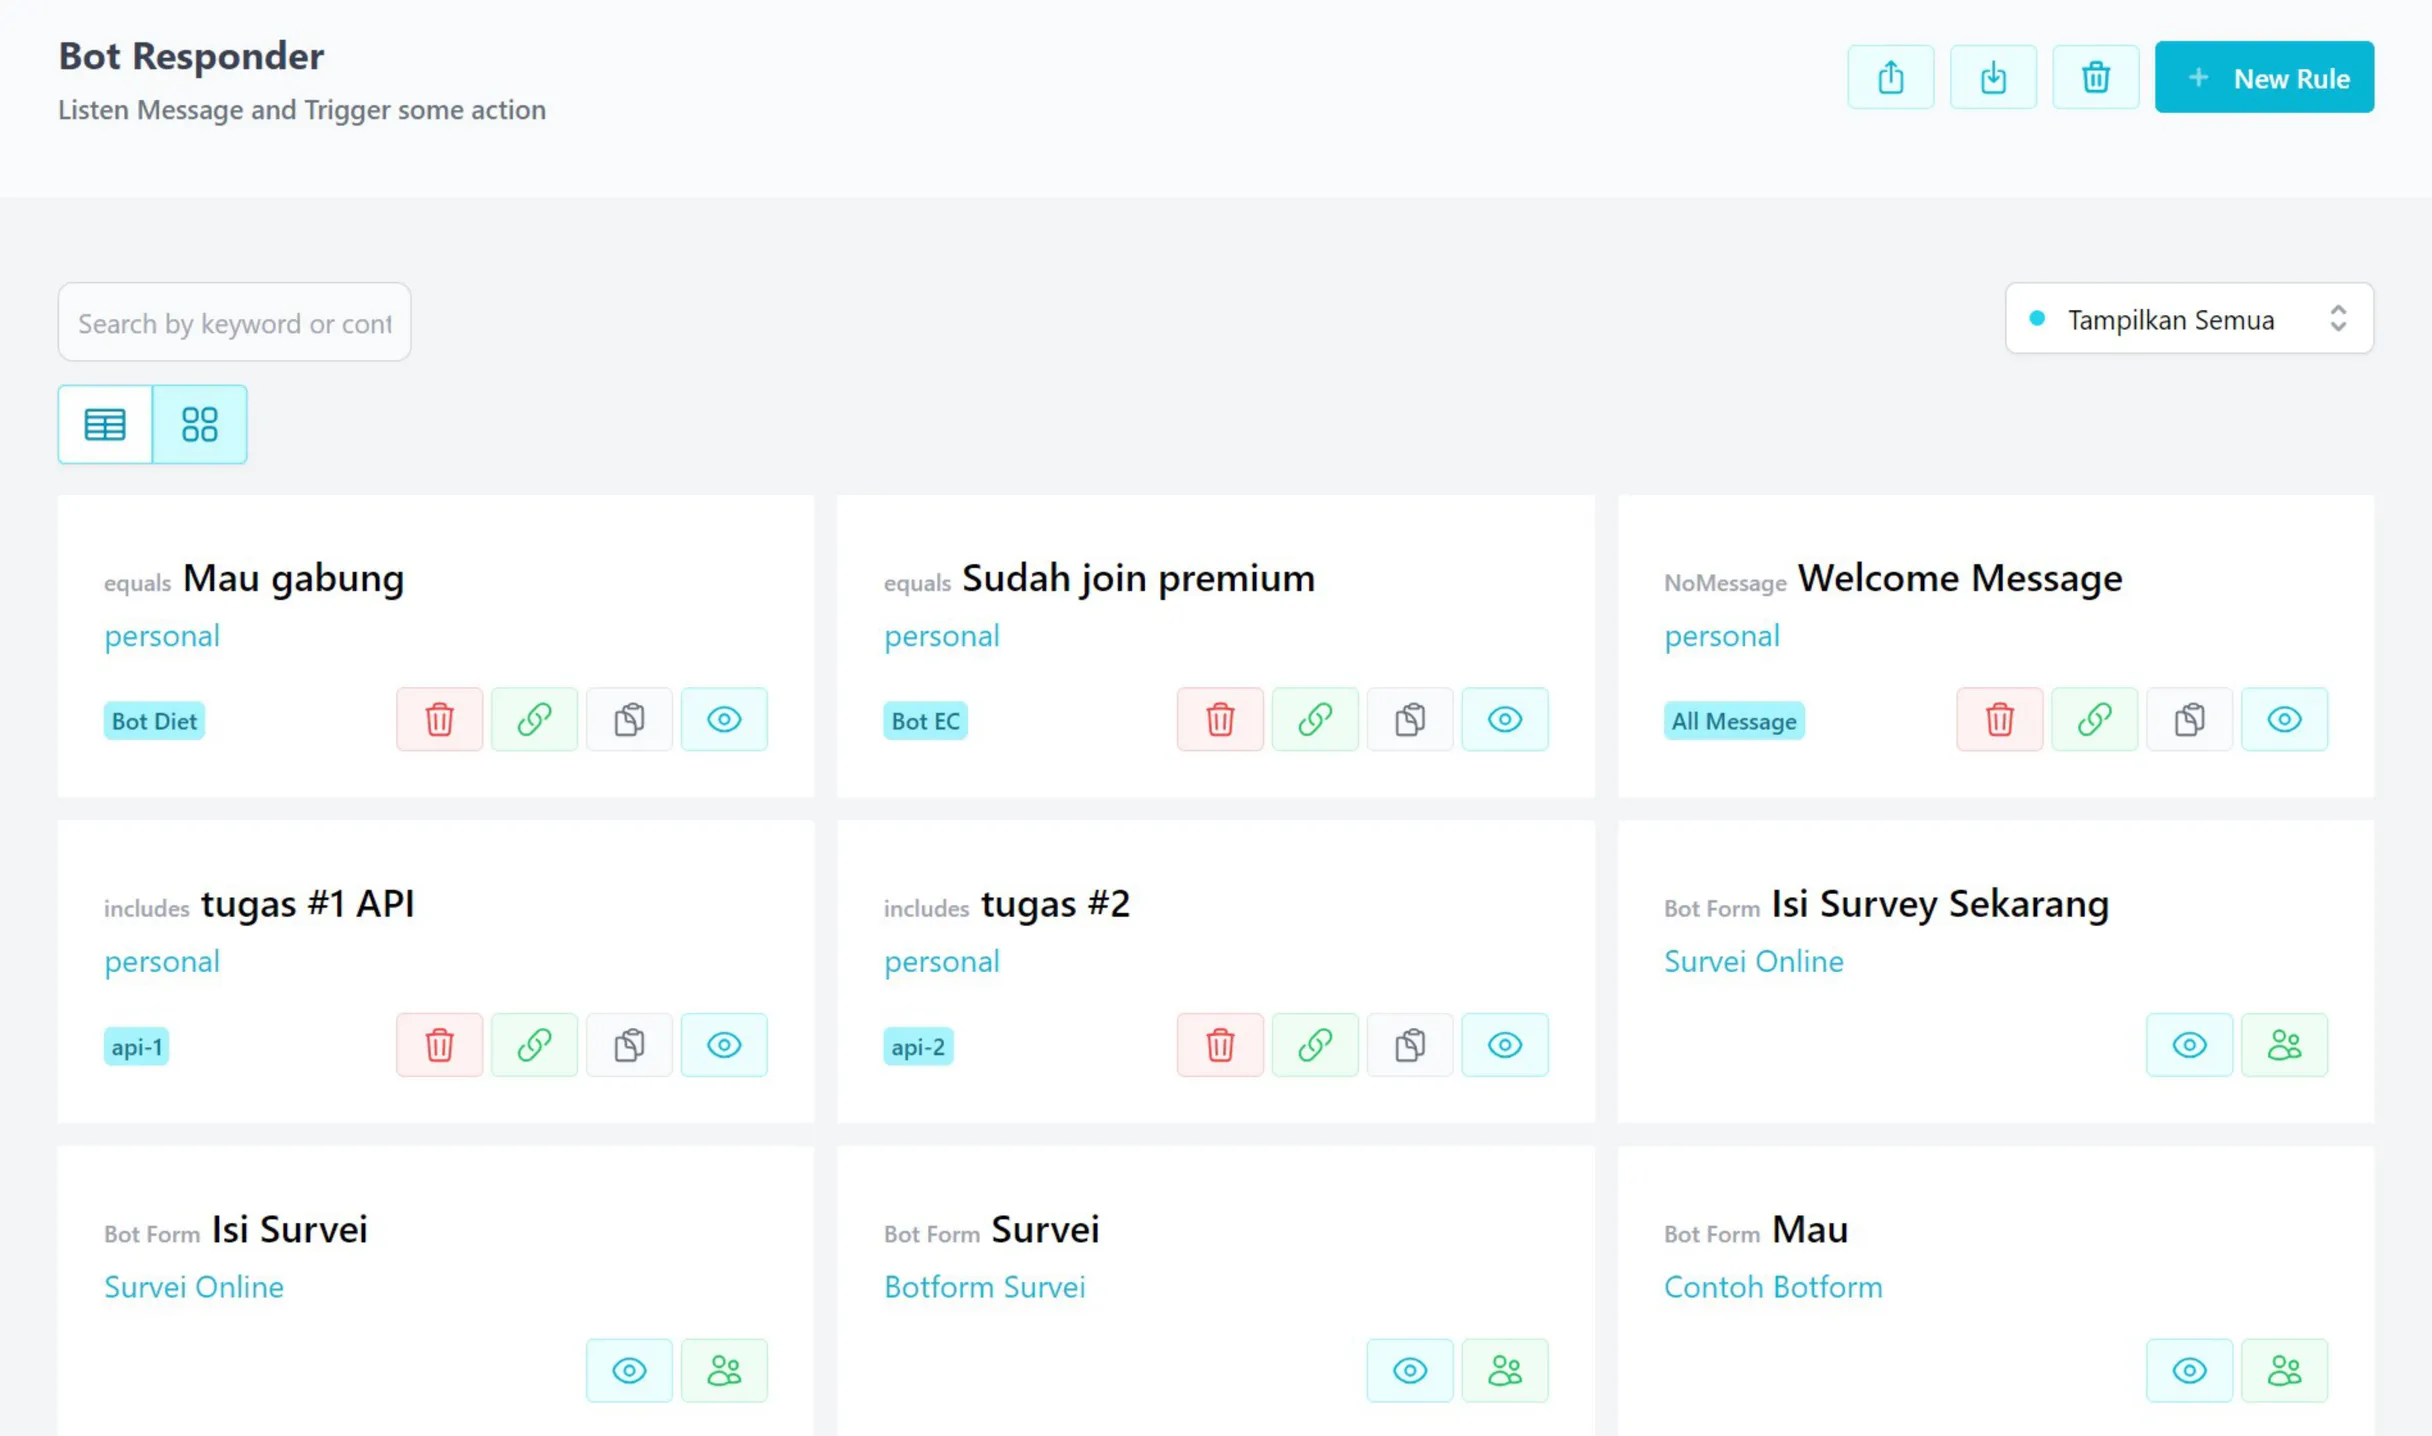 Bot Responder
Listen Message and Trigger some action
New Rule
Search by keyword or cont
Tampilkan Semua
equals Mau gabung
personal
Bot Diet
equals Sudah join premium
personal
Bot EC
NoMessage Welcome Message
personal
All Message
includes tugas #1 API
personal
api-1
includes tugas #2
personal
api-2
Bot Form Isi Survey Sekarang
Survei Online
Bot Form Isi Survei
Survei Online
Bot Form Survei
Botform Survei
Bot Form Mau
Contoh Botform